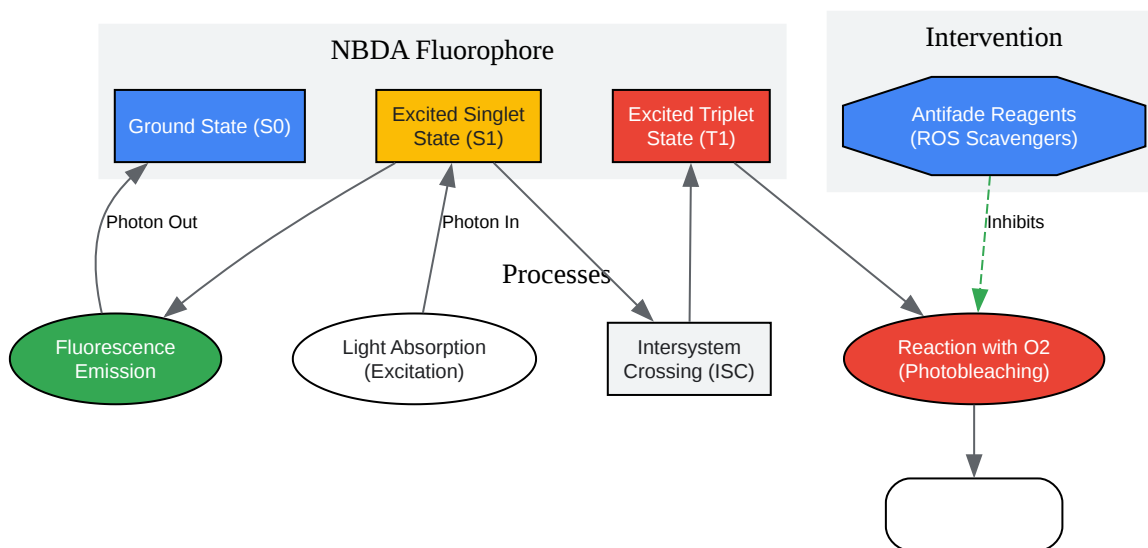 NBDA Fluorophore
Intervention
Ground State (S0)
Excited Singlet
State (S1)
Excited Triplet
State (T1)
Antifade Reagents
(ROS Scavengers)
Photon Out
Photon In
Inhibits
Processes
Fluorescence
Emission
Light Absorption
(Excitation)
Intersystem
Crossing (ISC)
Reaction with O2
(Photobleaching)